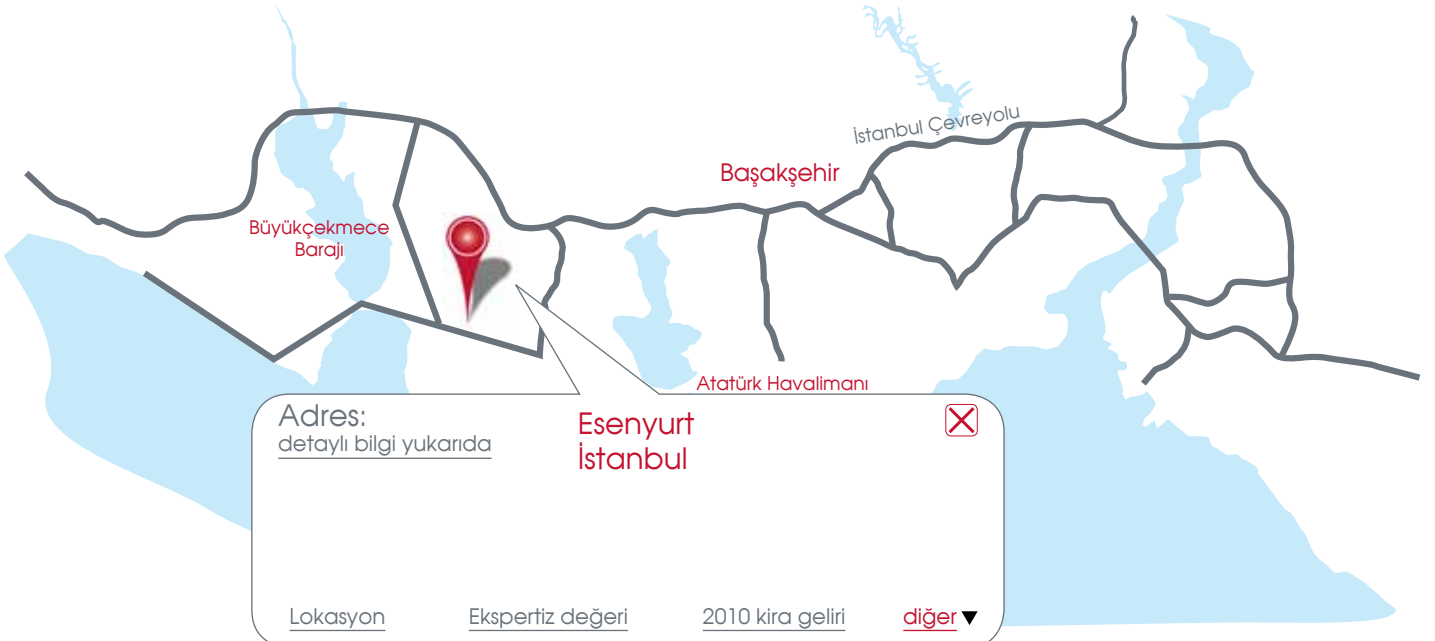 İstanbul Çevreyolu
Başakşehir
Büyükçekmece
Barajı
Atatürk Havalimanı
Adres:
detaylı bilgi yukarıda
Esenyurt
İstanbul
Lokasyon
Ekspertiz değeri
2010 kira geliri
diğer ▼